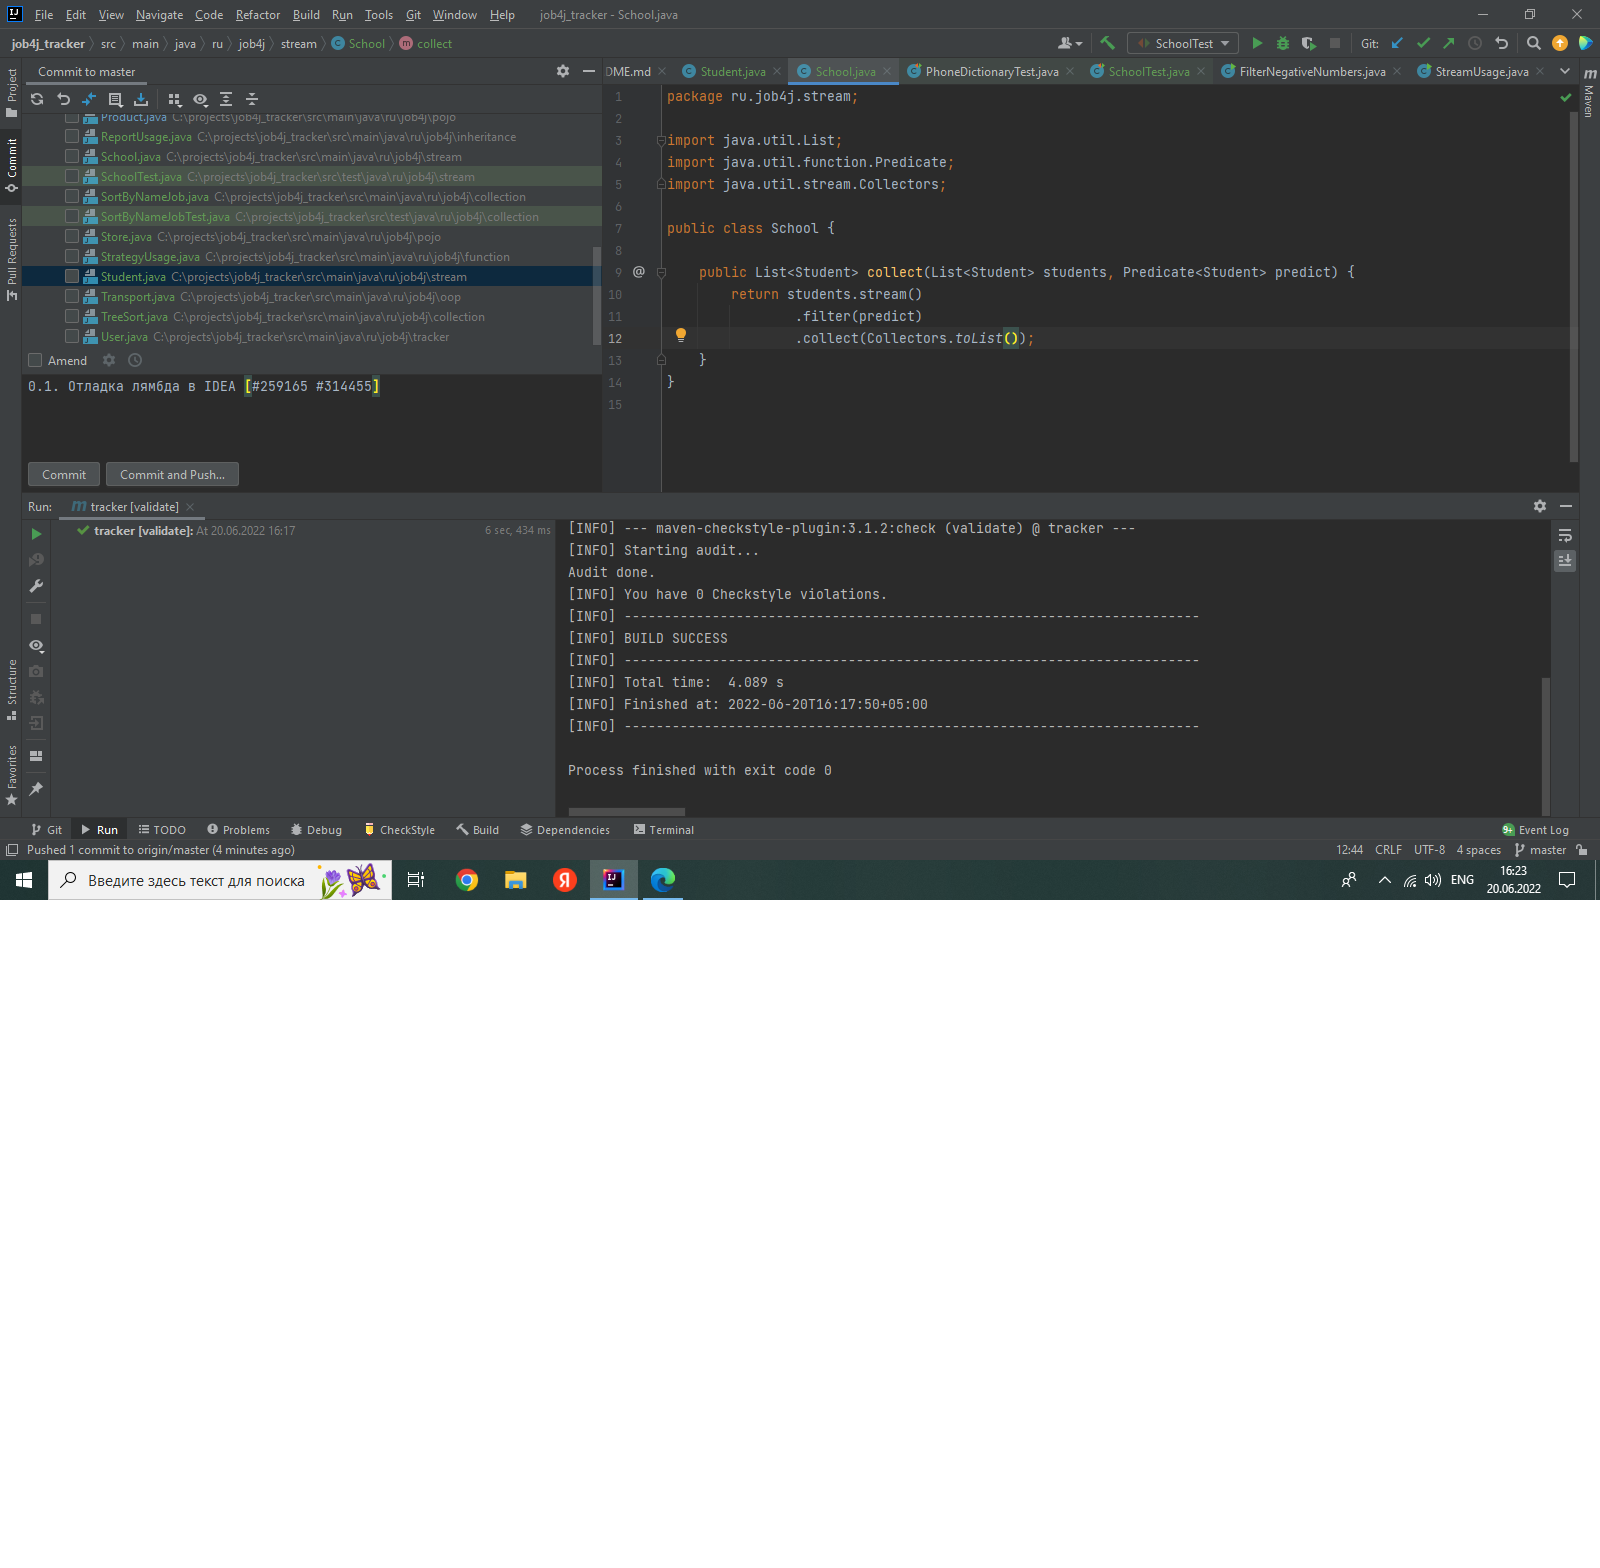 File Edit View Navigate Code Refactor Build Run Tools Git Window Help job4j_tracker - School.java
job4j_tracker src main java ru job4j stream School collect
SchoolTest Git:
Commit to master
DME.md Student.java School.java PhoneDictionaryTest.java SchoolTest.java FilterNegativeNumbers.java StreamUsage.java
Project
Commit
Pull Requests
Structure
Favorites
Maven
Product.java C:\projects\job4j_tracker\src\main\java\ru\job4j\pojo
ReportUsage.java C:\projects\job4j_tracker\src\main\java\ru\job4j\inheritance
School.java C:\projects\job4j_tracker\src\main\java\ru\job4j\stream
SchoolTest.java C:\projects\job4j_tracker\src\test\java\ru\job4j\stream
SortByNameJob.java C:\projects\job4j_tracker\src\main\java\ru\job4j\collection
SortByNameJobTest.java C:\projects\job4j_tracker\src\test\java\ru\job4j\collection
Store.java C:\projects\job4j_tracker\src\main\java\ru\job4j\pojo
StrategyUsage.java C:\projects\job4j_tracker\src\main\java\ru\job4j\function
Student.java C:\projects\job4j_tracker\src\main\java\ru\job4j\stream
Transport.java C:\projects\job4j_tracker\src\main\java\ru\job4j\oop
TreeSort.java C:\projects\job4j_tracker\src\main\java\ru\job4j\collection
User.java C:\projects\job4j_tracker\src\main\java\ru\job4j\tracker
Amend
0.1. Отладка лямбда в IDEA [#259165 #314455]
Commit Commit and Push...
1 package ru.job4j.stream;
2
3 import java.util.List;
4 import java.util.function.Predicate;
5 import java.util.stream.Collectors;
6
7 public class School {
8
9 @ public List<Student> collect(List<Student> students, Predicate<Student> predict) {
10 return students.stream()
11 .filter(predict)
12 .collect(Collectors.toList());
13 }
14 }
15
Run: tracker [validate]
tracker [validate]: At 20.06.2022 16:17 6 sec, 434 ms
[INFO] --- maven-checkstyle-plugin:3.1.2:check (validate) @ tracker ---
[INFO] Starting audit...
Audit done.
[INFO] You have 0 Checkstyle violations.
[INFO] ------------------------------------------------------------------------
[INFO] BUILD SUCCESS
[INFO] ------------------------------------------------------------------------
[INFO] Total time:  4.089 s
[INFO] Finished at: 2022-06-20T16:17:50+05:00
[INFO] ------------------------------------------------------------------------
Process finished with exit code 0
Git Run TODO Problems Debug CheckStyle Build Dependencies Terminal 9+ Event Log
Pushed 1 commit to origin/master (4 minutes ago) 12:44 CRLF UTF-8 4 spaces master
Введите здесь текст для поиска Я IJ ENG 16:23
20.06.2022